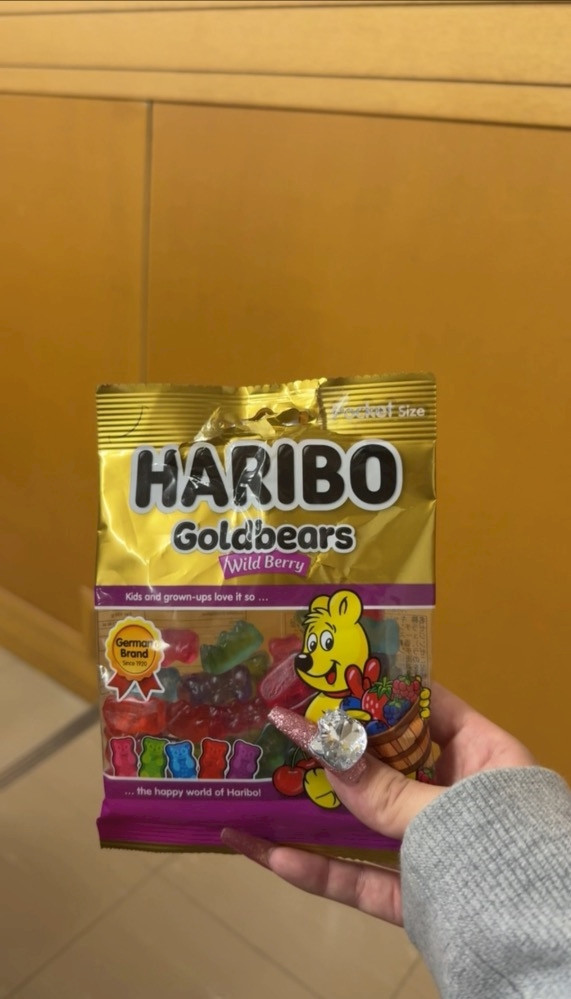 Pocket Size
HARIBO
Goldbears
Wild Berry
Kids and grown-ups love it so ...
German
Brand
Since 1920
... the happy world of Haribo!